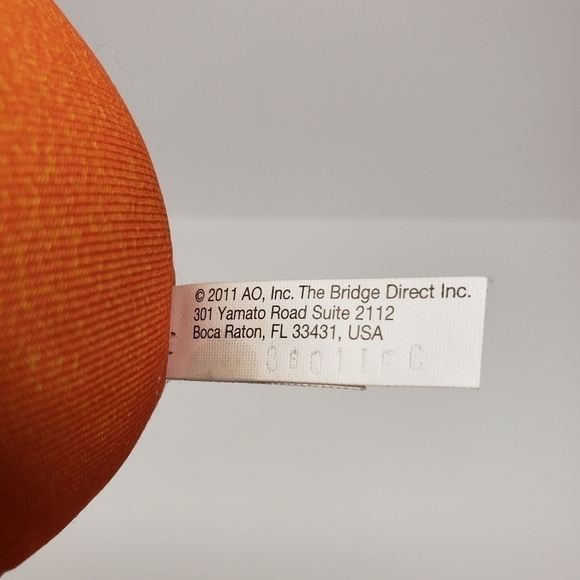 © 2011 AO, Inc. The Bridge Direct Inc.
301 Yamato Road Suite 2112
Boca Raton, FL 33431, USA